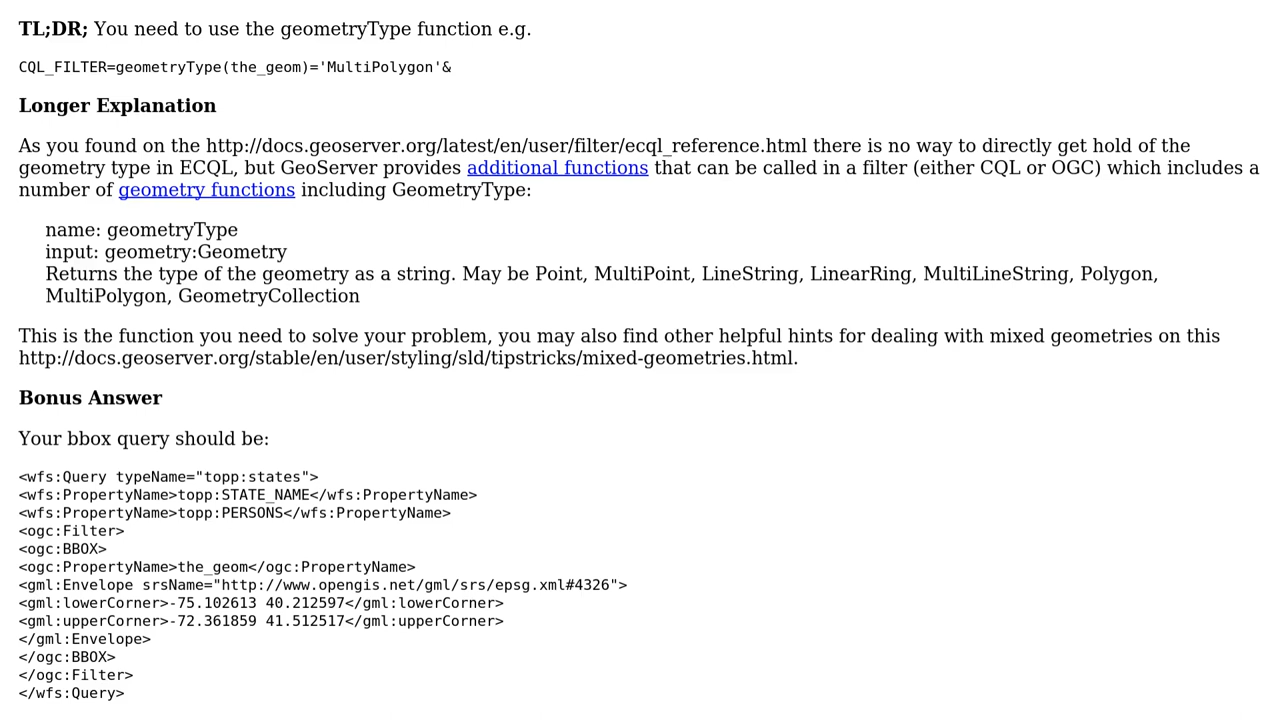 TL;DR; You need to use the geometryType function e.g.
CQL_FILTER=geometryType(the_geom)='MultiPolygon'&
Longer Explanation
As you found on the http://docs.geoserver.org/latest/en/user/filter/ecql_reference.html there is no way to directly get hold of the
geometry type in ECQL, but GeoServer provides additional functions that can be called in a filter (either CQL or OGC) which includes a
number of geometry functions including GeometryType:
name: geometryType
input: geometry:Geometry
Returns the type of the geometry as a string. May be Point, MultiPoint, LineString, LinearRing, MultiLineString, Polygon,
MultiPolygon, GeometryCollection
This is the function you need to solve your problem, you may also find other helpful hints for dealing with mixed geometries on this
http://docs.geoserver.org/stable/en/user/styling/sld/tipstricks/mixed-geometries.html.
Bonus Answer
Your bbox query should be:
<wfs:Query typeName="topp:states">
<wfs:PropertyName>topp:STATE_NAME</wfs:PropertyName>
<wfs:PropertyName>topp:PERSONS</wfs:PropertyName>
<ogc:Filter>
<ogc:BBOX>
<ogc:PropertyName>the_geom</ogc:PropertyName>
<gml:Envelope srsName="http://www.opengis.net/gml/srs/epsg.xml#4326">
<gml:lowerCorner>-75.102613 40.212597</gml:lowerCorner>
<gml:upperCorner>-72.361859 41.512517</gml:upperCorner>
</gml:Envelope>
</ogc:BBOX>
</ogc:Filter>
</wfs:Query>